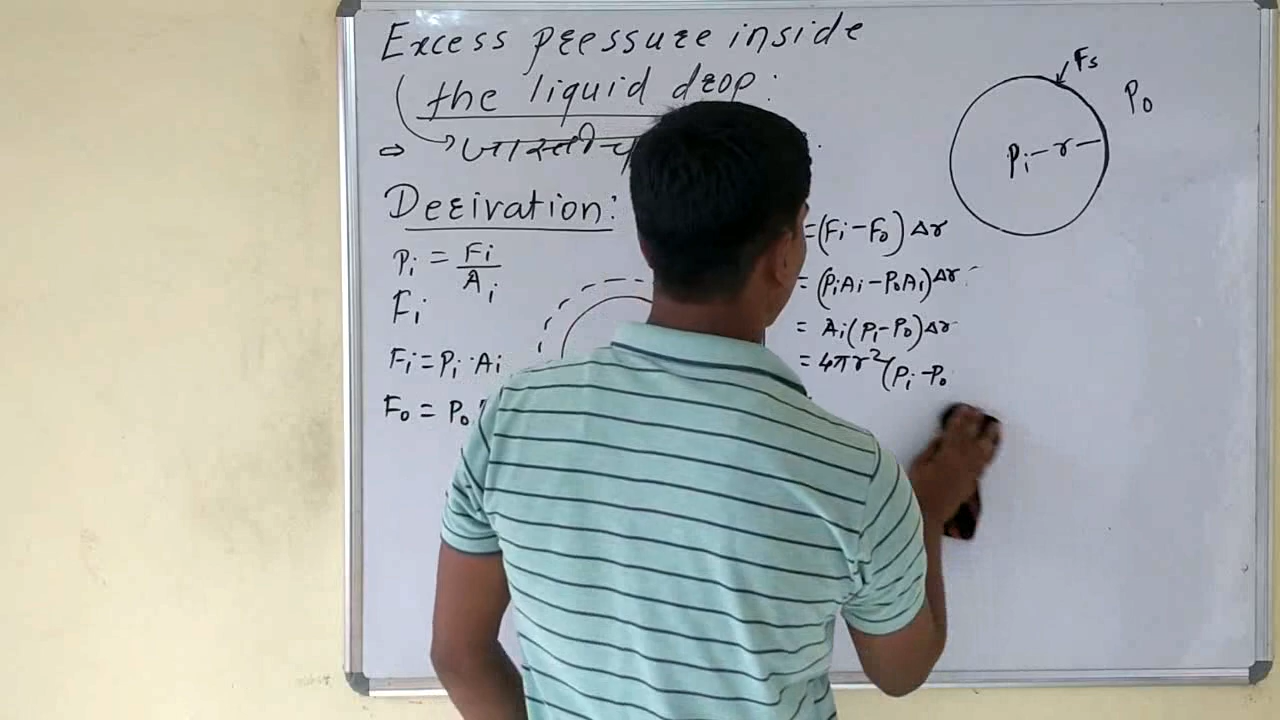 Excess pressure inside
the liquid drop:
⇨ जास्तीच
Derivation:
Pi = Fi/Ai
Fi
Fi = Pi · Ai
Fo = Po
= (Fi - Fo) Δr
= (PiAi - PoAi) Δr
= Ai (Pi - Po) Δr
= 4πr² (Pi - Po
Fs
Po
Pi - r -